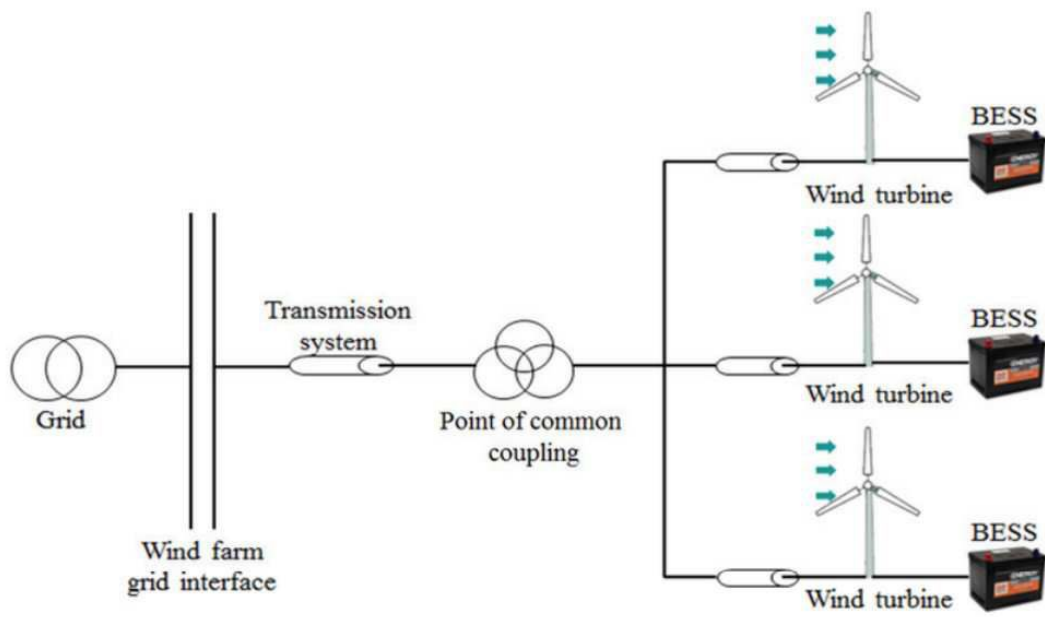 BESS
Wind turbine
BESS
Transmission
system
Wind turbine
Grid
Point of common
coupling
BESS
Wind farm
grid interface
Wind turbine